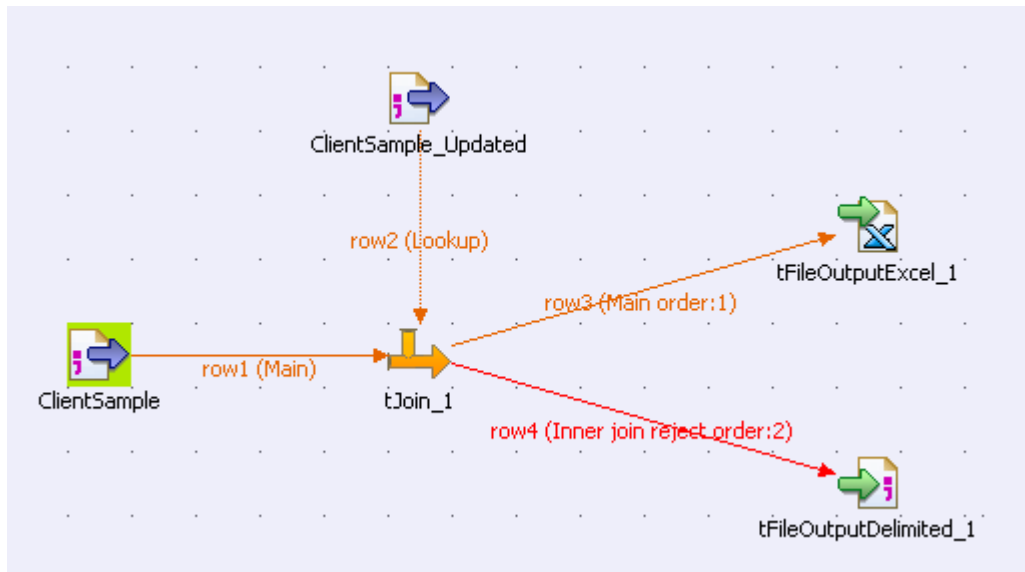 ClientSample_Updated
row2 (Lookup)
tFileOutputExcel_1
row3 (Main order:1)
row1 (Main)
ClientSample
tJoin_1
row4 (Inner join reject order:2)
tFileOutputDelimited_1